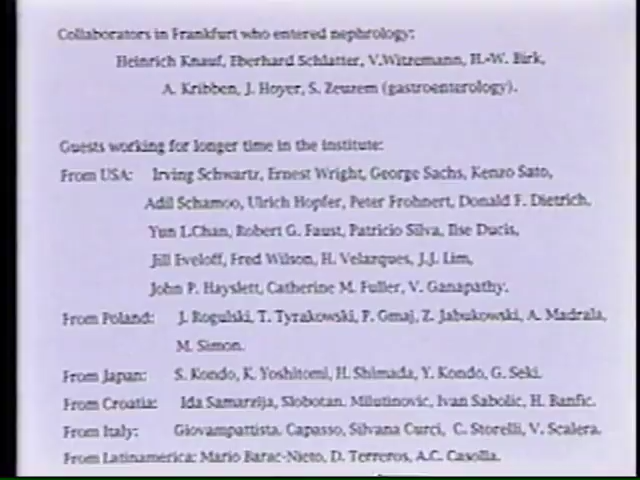 Collaborators in Frankfurt who entered nephrology:
Heinrich Knauf, Eberhard Schlatter, V.Witzemann, H.-W. Birk,
A. Kribben, J. Hoyer, S. Zeuzem (gastroenterology).
Guests working for longer time in the institute:
From USA: Irving Schwartz, Ernest Wright, George Sachs, Kenzo Sato,
Adil Schamoo, Ulrich Hopfer, Peter Frohnert, Donald F. Dietrich,
Yun I.Chan, Robert G. Faust, Patricio Silva, Ilse Ducis,
Jill Eveloff, Fred Wilson, H. Velazques, J.J. Lim,
John P. Hayslett, Catherine M. Fuller, V. Ganapathy.
From Poland: J. Rogulski, T. Tyrakowski, P. Gmaj, Z. Jabukowski, A. Madrala,
M. Simon.
From Japan: S. Kondo, K. Yoshitomi, H. Shimada, Y. Kondo, G. Seki.
From Croatia: Ida Samarzija, Slobotan. Milutinovic, Ivan Sabolic, H. Banfic.
From Italy: Giovampattista. Capasso, Silvana Curci, C. Storelli, V. Scalera.
From Latinamerica: Mario Barac-Nieto, D. Terreros, A.C. Casolla.